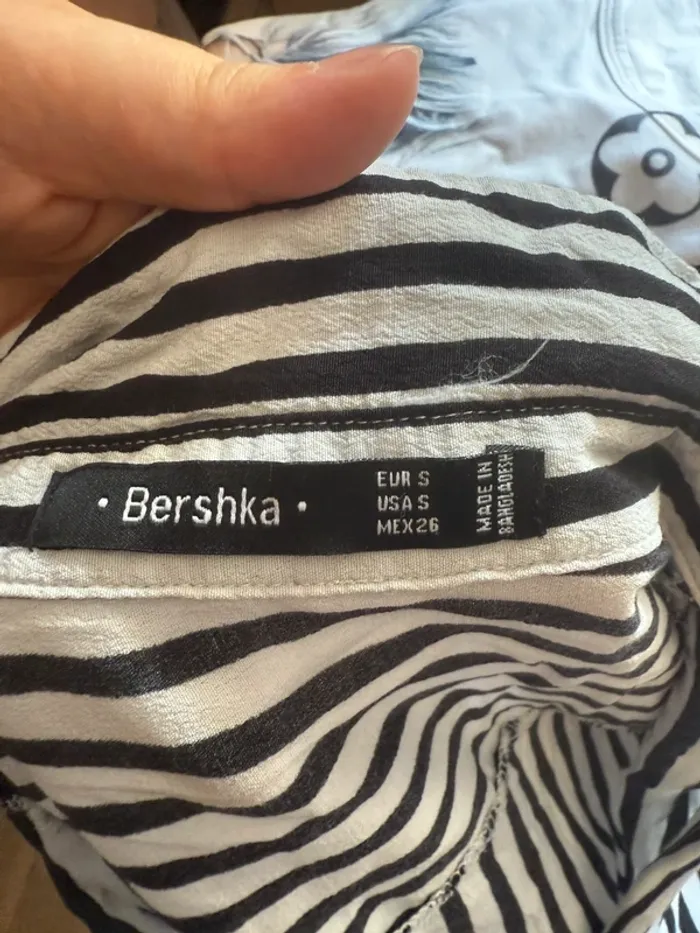 • Bershka •
EUR S
USA S
MEX 26
MADE IN
BANGLADESH